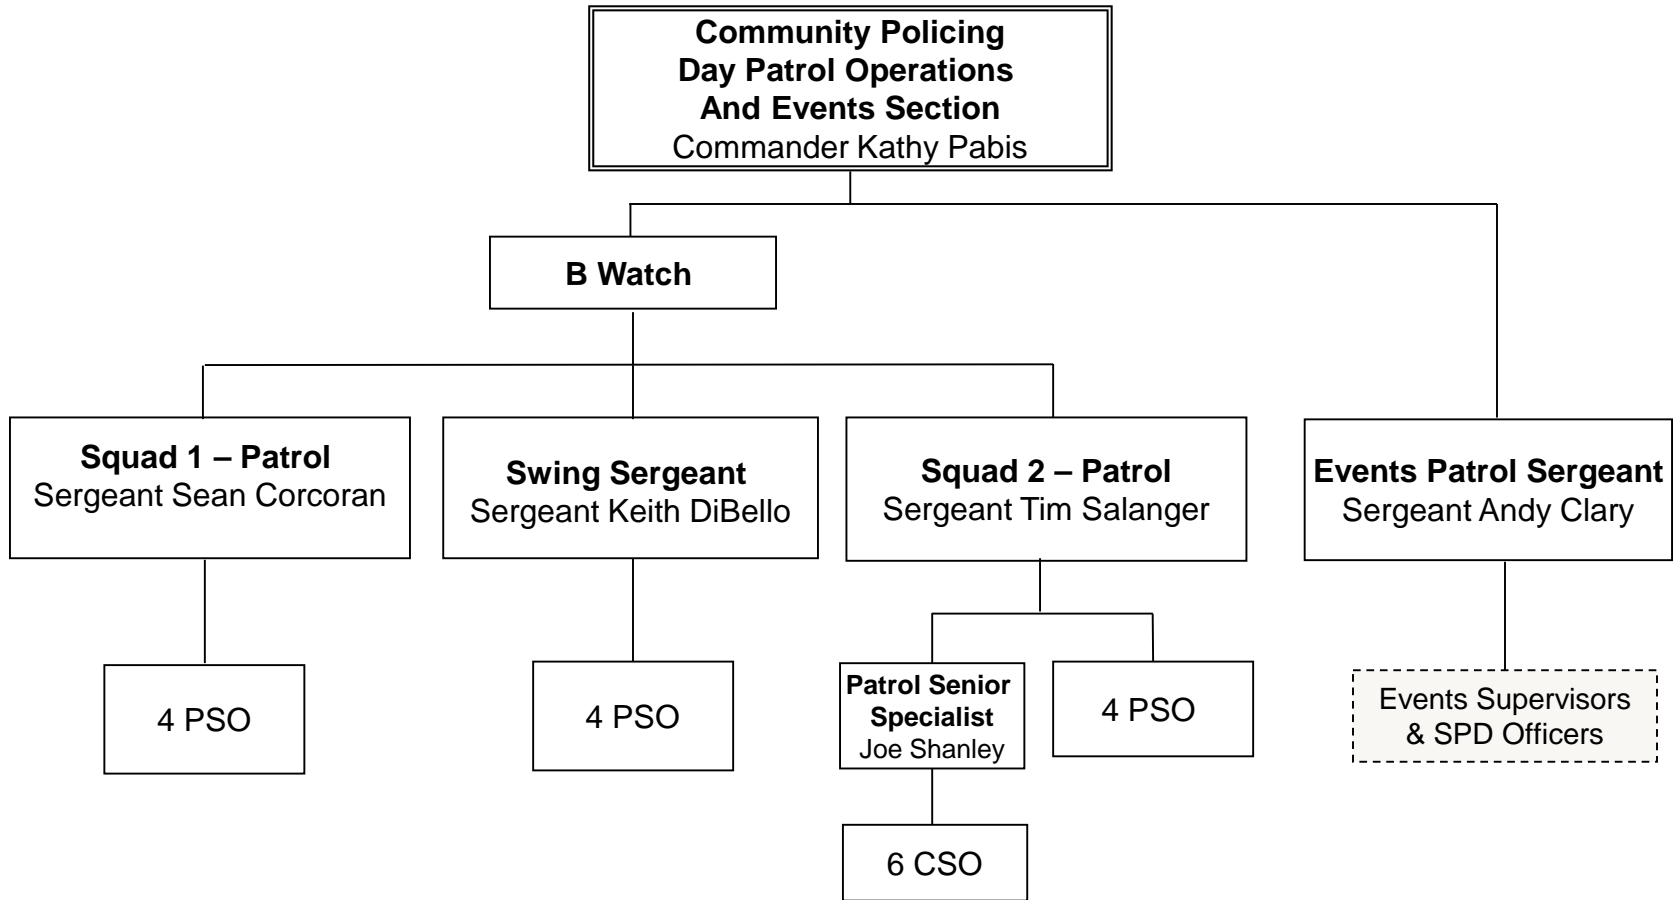 Community Policing
Day Patrol Operations
And Events Section
Commander Kathy Pabis
B Watch
Squad 1 – Patrol
Sergeant Sean Corcoran
Swing Sergeant
Sergeant Keith DiBello
Squad 2 – Patrol
Sergeant Tim Salanger
Events Patrol Sergeant
Sergeant Andy Clary
4 PSO
4 PSO
Patrol Senior
Specialist
Joe Shanley
4 PSO
Events Supervisors
& SPD Officers
6 CSO